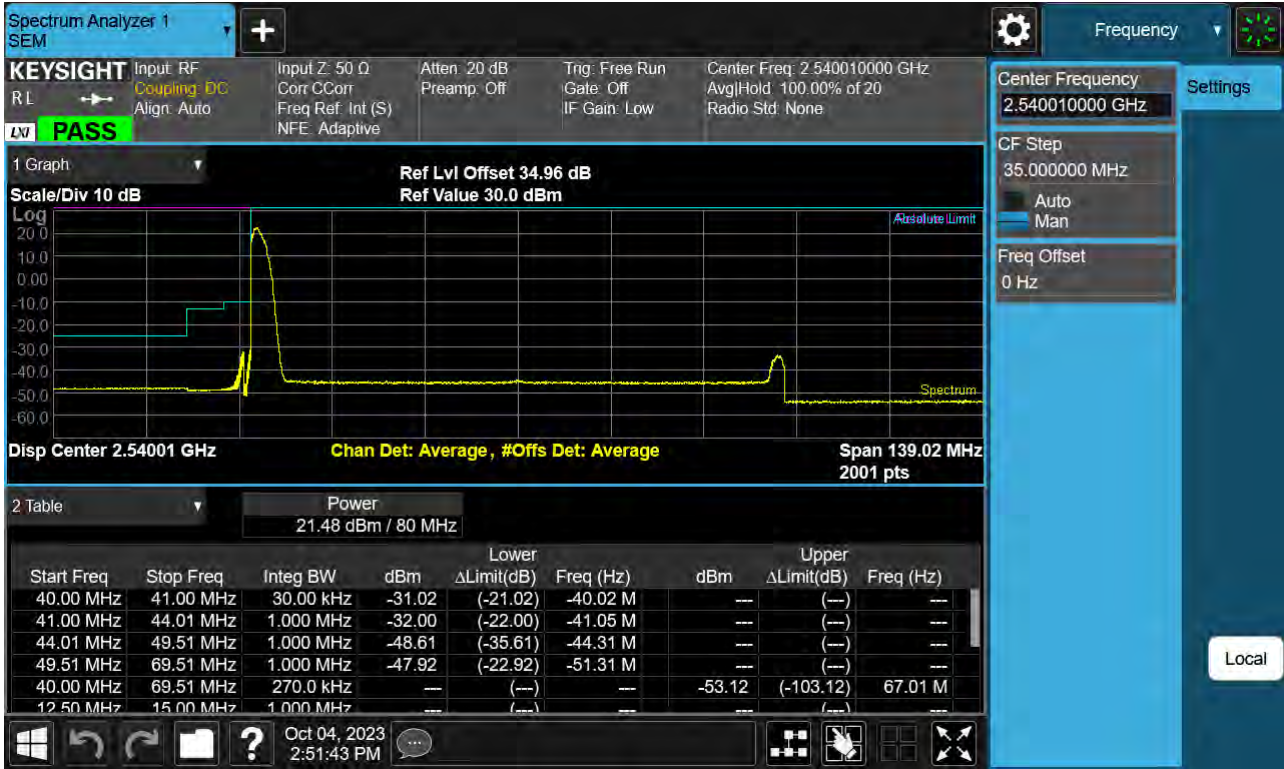 Spectrum Analyzer 1
SEM
Frequency
KEYSIGHT
Input: RF
Coupling: DC
Align: Auto
Input Z: 50 Ω
Corr CCorr
Freq Ref: Int (S)
NFE: Adaptive
Atten: 20 dB
Preamp: Off
Trig: Free Run
Gate: Off
IF Gain: Low
Center Freq: 2.540010000 GHz
Avg|Hold: 100.00% of 20
Radio Std: None
RL
LXI PASS
Center Frequency
2.540010000 GHz
Settings
CF Step
35.000000 MHz
Auto
Man
Freq Offset
0 Hz
1 Graph
Ref Lvl Offset 34.96 dB
Scale/Div 10 dB
Ref Value 30.0 dBm
Log
Absolute Limit
20.0
10.0
0.00
-10.0
-20.0
-30.0
-40.0
-50.0
-60.0
Spectrum
Disp Center 2.54001 GHz
Chan Det: Average, #Offs Det: Average
Span 139.02 MHz
2001 pts
2 Table
Power
21.48 dBm / 80 MHz
Lower Upper
Start Freq Stop Freq Integ BW dBm ΔLimit(dB) Freq (Hz) dBm ΔLimit(dB) Freq (Hz)
40.00 MHz 41.00 MHz 30.00 kHz -31.02 (-21.02) -40.02 M --- (---) ---
41.00 MHz 44.01 MHz 1.000 MHz -32.00 (-22.00) -41.05 M --- (---) ---
44.01 MHz 49.51 MHz 1.000 MHz -48.61 (-35.61) -44.31 M --- (---) ---
49.51 MHz 69.51 MHz 1.000 MHz -47.92 (-22.92) -51.31 M --- (---) ---
40.00 MHz 69.51 MHz 270.0 kHz --- (---) --- -53.12 (-103.12) 67.01 M
12.50 MHz 15.00 MHz 1.000 MHz --- (---) --- --- (---) ---
Local
?
Oct 04, 2023
2:51:43 PM